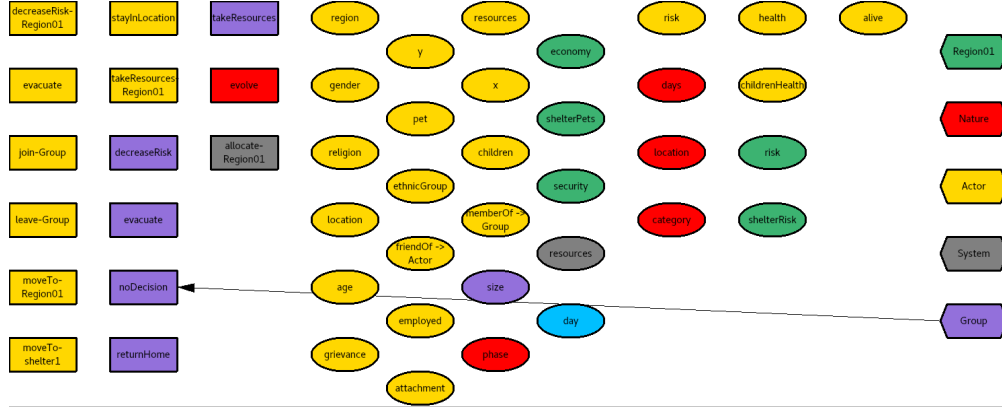 decreaseRisk-
Region01
stayInLocation
takeResources
region
resources
risk
health
alive
y
economy
Region01
evacuate
takeResources-
Region01
evolve
gender
x
days
childrenHealth
pet
shelterPets
Nature
join-Group
decreaseRisk
allocate-
Region01
religion
children
location
risk
ethnicGroup
security
Actor
leave-Group
evacuate
location
memberOf ->
Group
category
shelterRisk
friendOf ->
Actor
resources
System
moveTo-
Region01
noDecision
age
size
employed
day
Group
moveTo-
shelter1
returnHome
grievance
phase
attachment